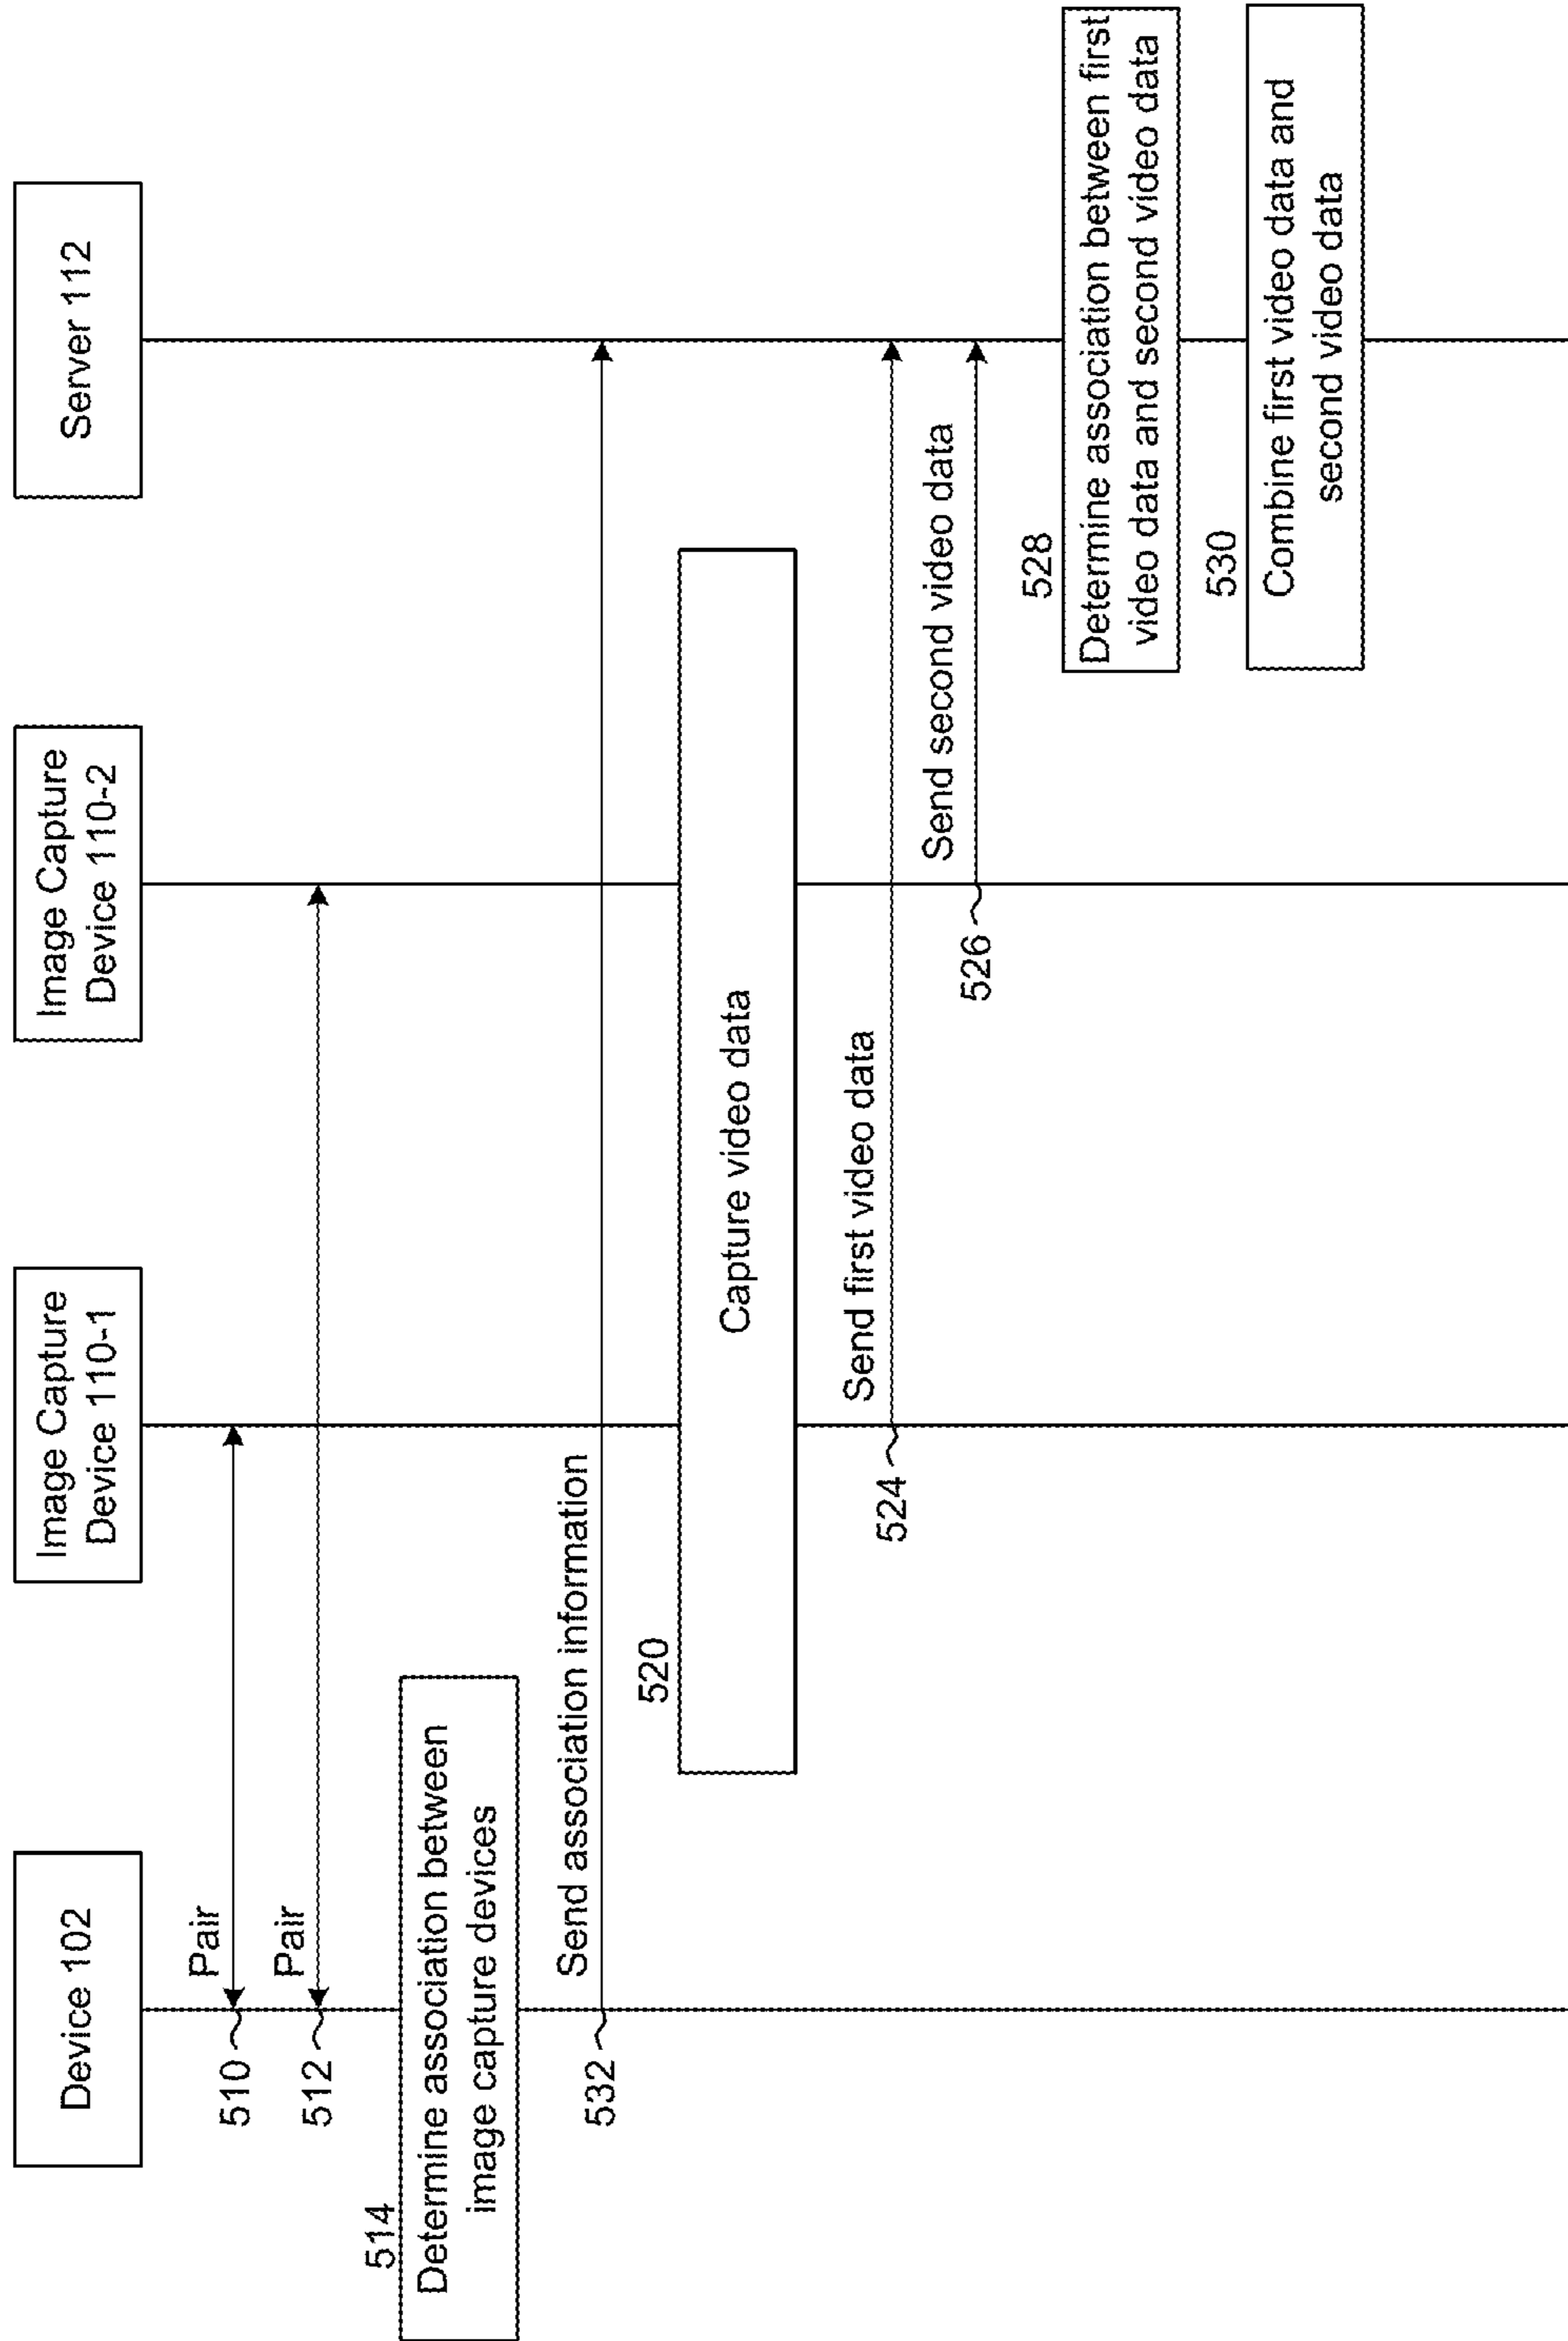 Device 102
Image Capture
Device 110-1
Image Capture
Device 110-2
Server 112
Pair
510
Pair
512
514
Determine association between
image capture devices
Send association information
532
520
Capture video data
Send first video data
524
Send second video data
526
528
Determine association between first
video data and second video data
530
Combine first video data and
second video data